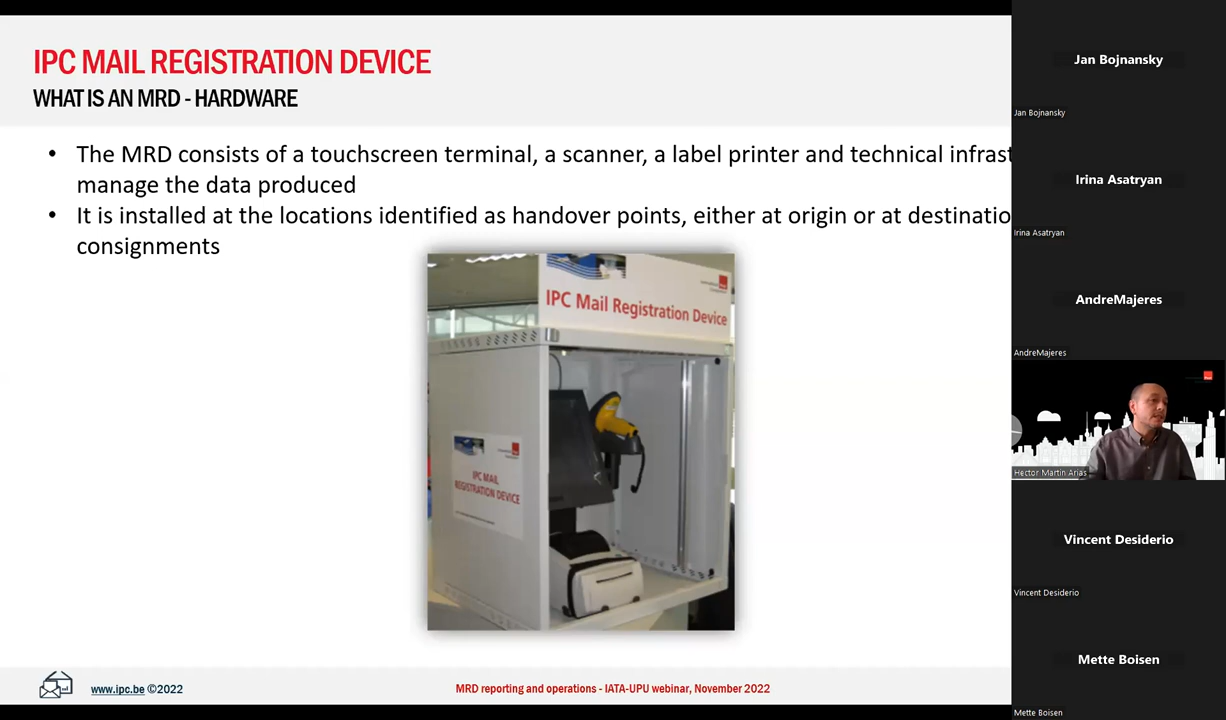 IPC MAIL REGISTRATION DEVICE
WHAT IS AN MRD - HARDWARE
• The MRD consists of a touchscreen terminal, a scanner, a label printer and technical infrast
manage the data produced
• It is installed at the locations identified as handover points, either at origin or at destinatio
consignments
IPC Mail Registration Device
IPC MAIL
REGISTRATION DEVICE
www.ipc.be ©2022
MRD reporting and operations - IATA-UPU webinar, November 2022
Jan Bojnansky
Jan Bojnansky
Irina Asatryan
Irina Asatryan
AndreMajeres
AndreMajeres
Hector Martin Arias
Vincent Desiderio
Vincent Desiderio
Mette Boisen
Mette Boisen